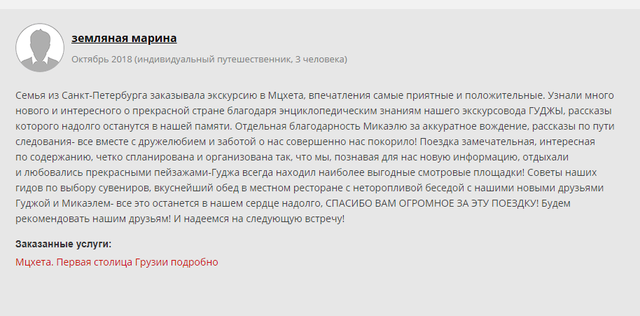 земляная марина
Октябрь 2018 (индивидуальный путешественник, 3 человека)
Семья из Санкт-Петербурга заказывала экскурсию в Мцхета, впечатления самые приятные и положительные. Узнали много
нового и интересного о прекрасной стране благодаря энциклопедическим знаниям нашего экскурсовода ГУДЖЫ, рассказы
которого надолго останутся в нашей памяти. Отдельная благодарность Микаэлю за аккуратное вождение, рассказы по пути
следования- все вместе с дружелюбием и заботой о нас совершенно нас покорило! Поездка замечательная, интересная
по содержанию, четко спланирована и организована так, что мы, познавая для нас новую информацию, отдыхали
и любовались прекрасными пейзажами-Гуджа всегда находил наиболее выгодные смотровые площадки! Советы наших
гидов по выбору сувениров, вкуснейший обед в местном ресторане с неторопливой беседой с нашими новыми друзьями
Гуджой и Микаэлем- все это останется в нашем сердце надолго, СПАСИБО ВАМ ОГРОМНОЕ ЗА ЭТУ ПОЕЗДКУ! Будем
рекомендовать нашим друзьям! И надеемся на следующую встречу!
Заказанные услуги:
Мцхета. Первая столица Грузии подробно